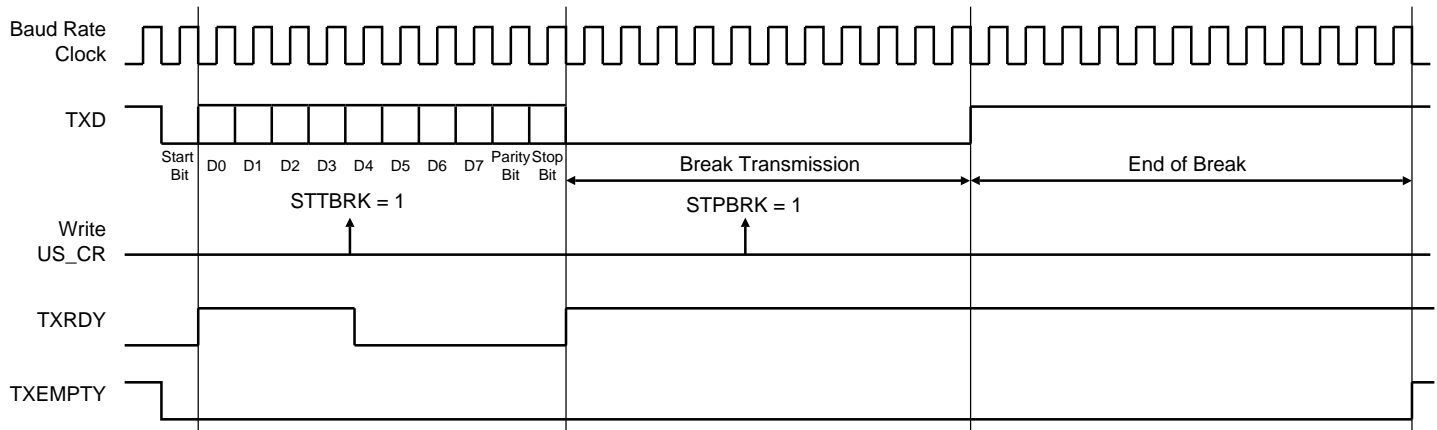 Baud Rate
Clock
TXD
Start
Bit
D0 D1 D2 D3 D4 D5 D6 D7
Parity
Bit
Stop
Bit
Break Transmission
End of Break
STTBRK = 1
STPBRK = 1
Write
US_CR
TXRDY
TXEMPTY